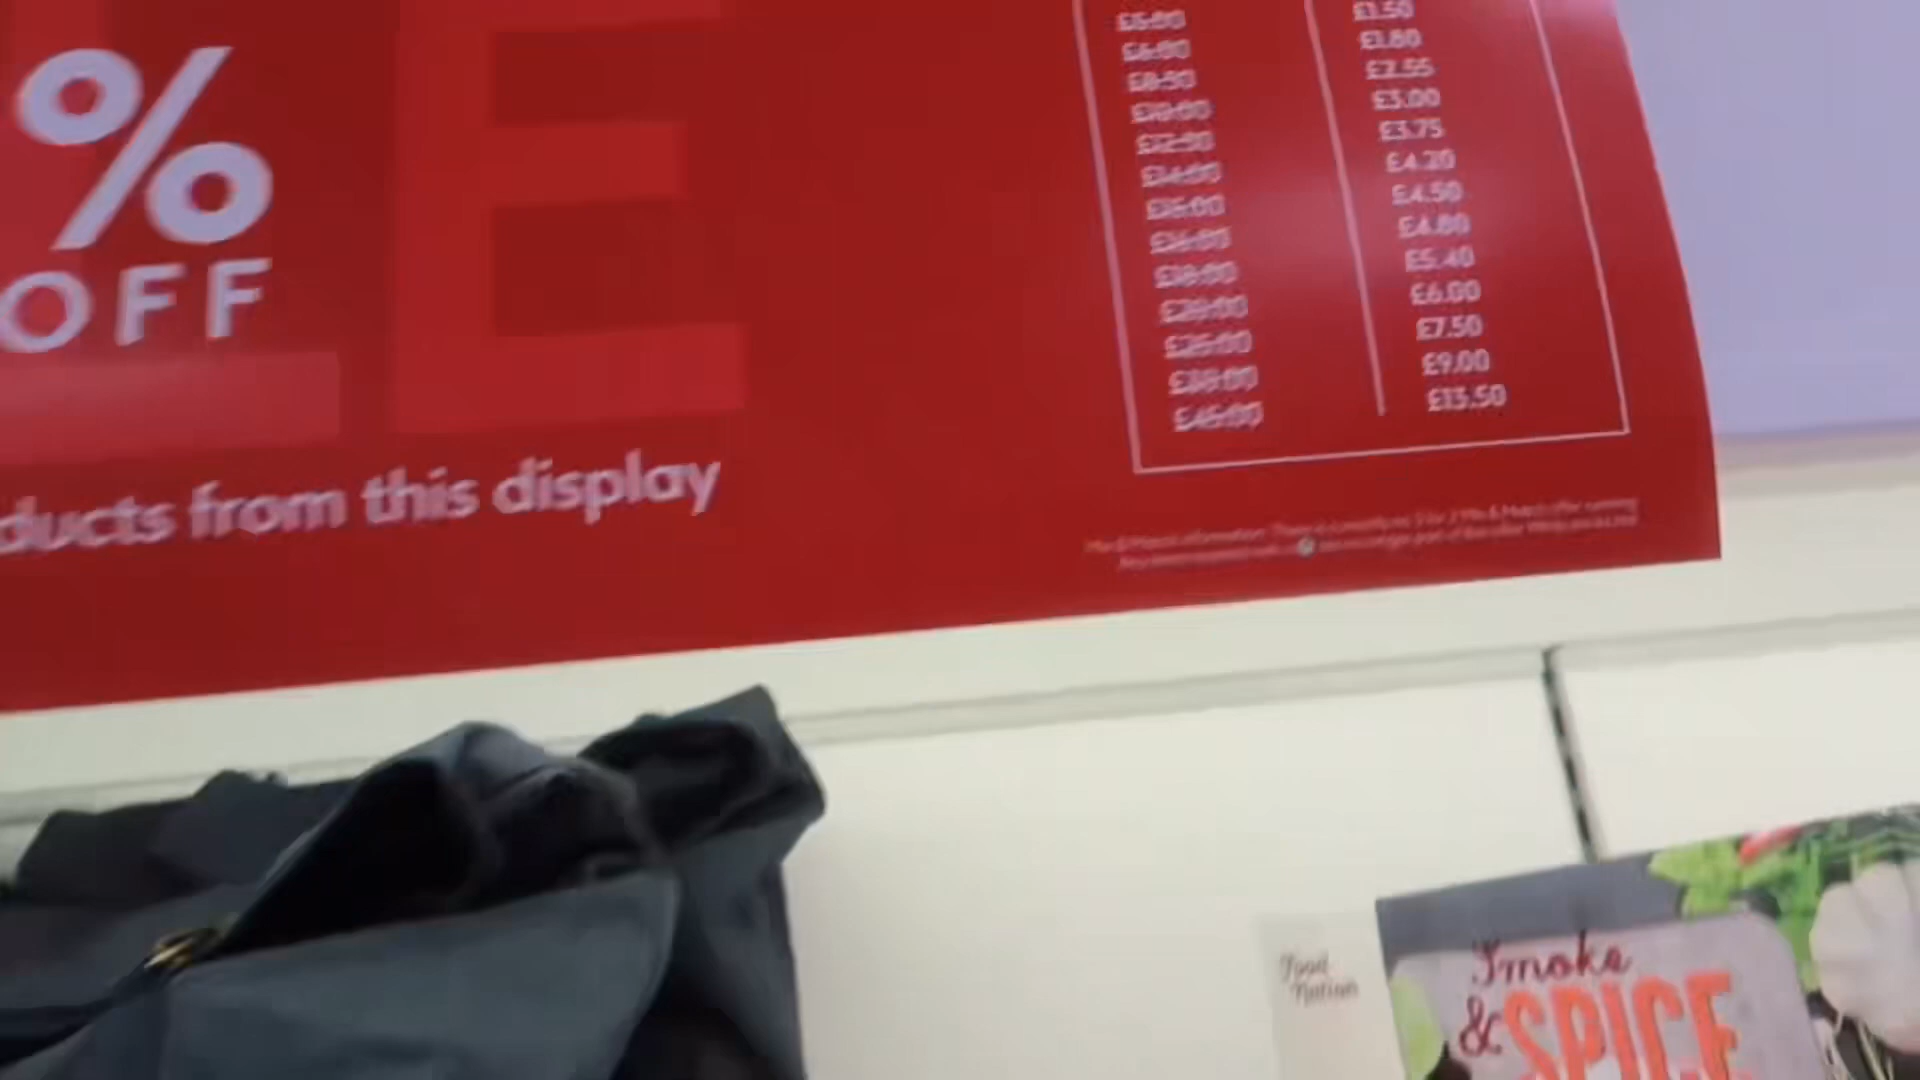 %
OFF
E
ducts from this display
£5.00 £1.50
£6.00 £1.80
£8.50 £2.55
£10.00 £3.00
£12.50 £3.75
£14.00 £4.20
£15.00 £4.50
£16.00 £4.80
£18.00 £5.40
£20.00 £6.00
£25.00 £7.50
£30.00 £9.00
£45.00 £13.50
Food
Nation
Smoke
& SPICE